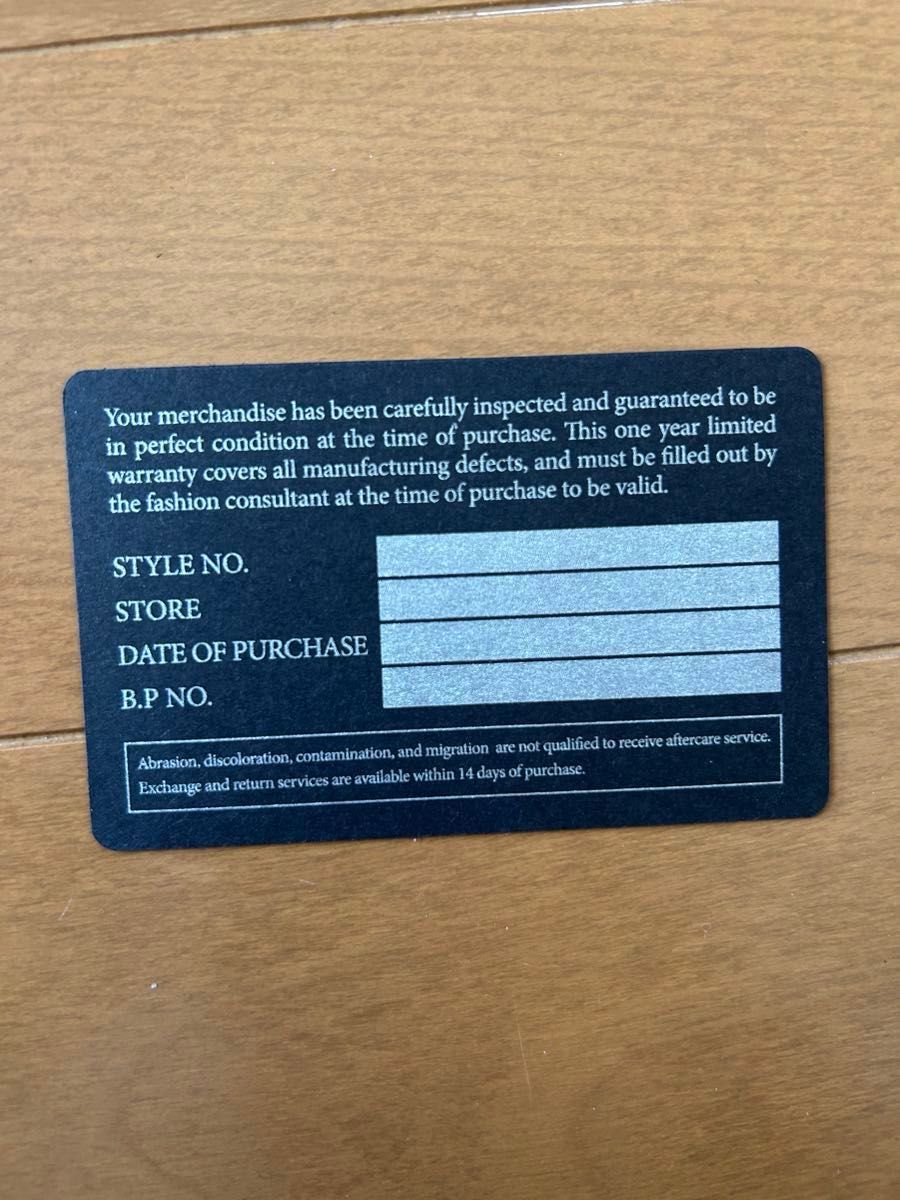 Your merchandise has been carefully inspected and guaranteed to be
in perfect condition at the time of purchase. This one year limited
warranty covers all manufacturing defects, and must be filled out by
the fashion consultant at the time of purchase to be valid.
STYLE NO.
STORE
DATE OF PURCHASE
B.P NO.
Abrasion, discoloration, contamination, and migration are not qualified to receive aftercare service.
Exchange and return services are available within 14 days of purchase.